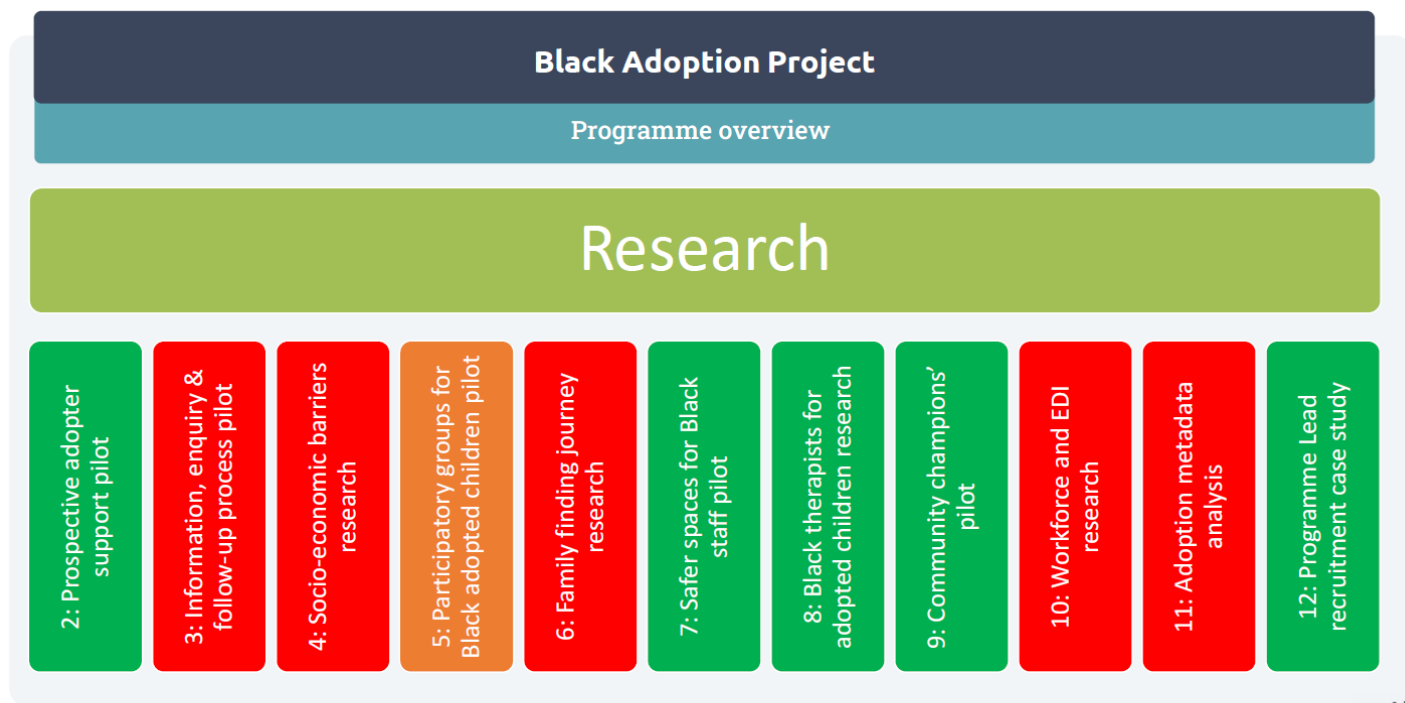 Black Adoption Project
Programme overview
Research
2: Prospective adopter
support pilot
3: Information, enquiry &
follow-up process pilot
4: Socio-economic barriers
research
5: Participatory groups for
Black adopted children pilot
6: Family finding journey
research
7: Safer spaces for Black
staff pilot
8: Black therapists for
adopted children research
9: Community champions’
pilot
10: Workforce and EDI
research
11: Adoption metadata
analysis
12: Programme Lead
recruitment case study